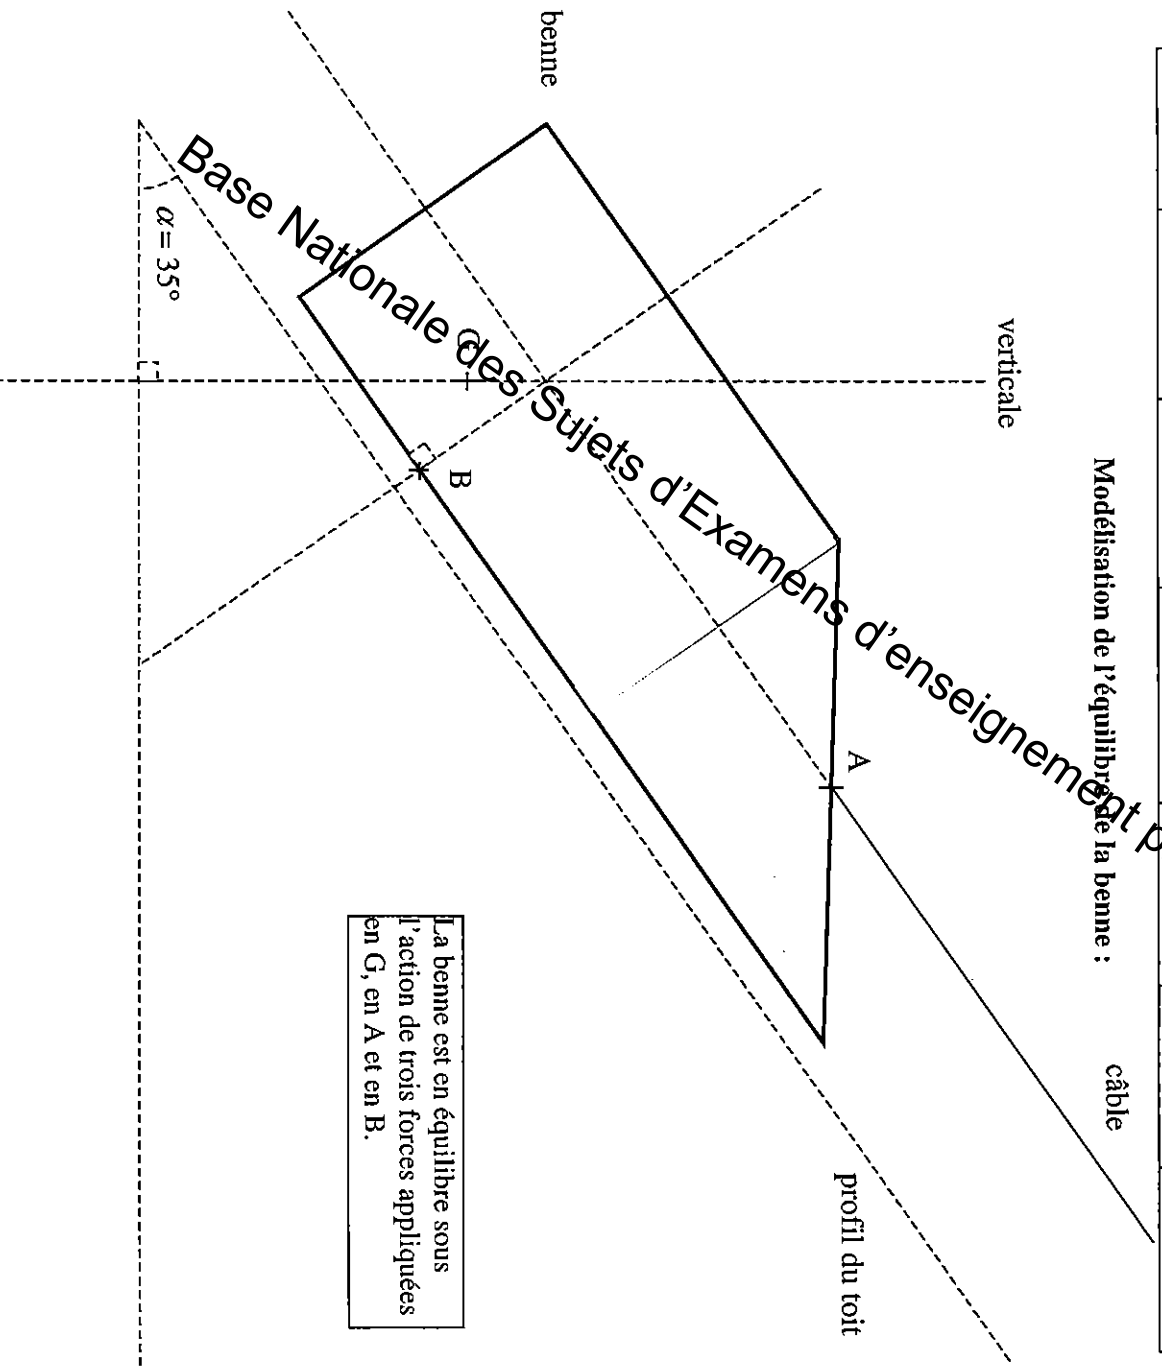 Modélisation de l'équilibre de la benne :
câble
verticale
A
profil du toit
benne
G
B
La benne est en équilibre sous
l'action de trois forces appliquées
en G, en A et en B.
α = 35°
Base Nationale des Sujets d'Examens d'enseignement p